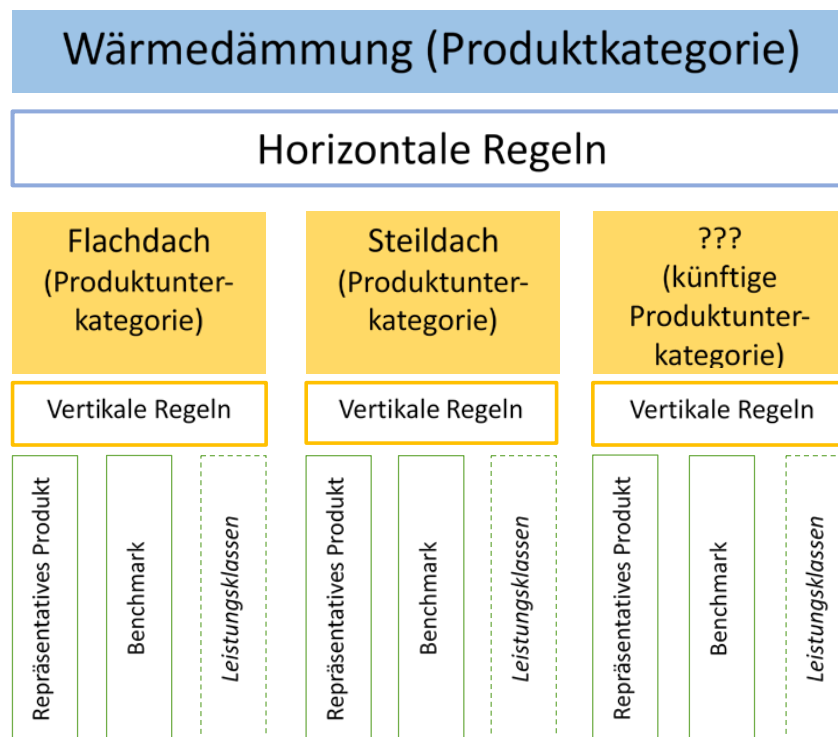 Wärmedämmung (Produktkategorie)
Horizontale Regeln
Flachdach
(Produktunter-
kategorie)
Steildach
(Produktunter-
kategorie)
???
(künftige
Produktunter-
kategorie)
Vertikale Regeln
Vertikale Regeln
Vertikale Regeln
Repräsentatives Produkt
Benchmark
Leistungsklassen
Repräsentatives Produkt
Benchmark
Leistungsklassen
Repräsentatives Produkt
Benchmark
Leistungsklassen